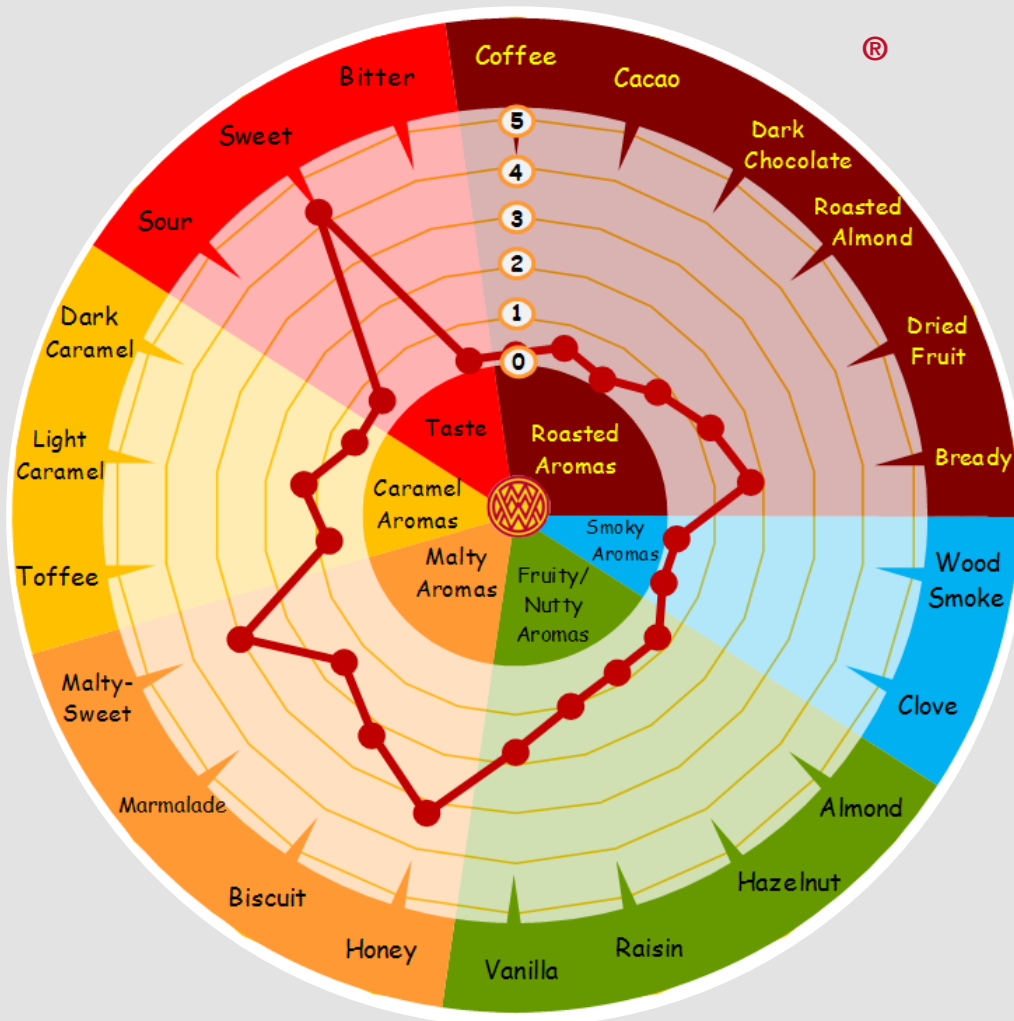 ®
Coffee
Cacao
Dark
Chocolate
Roasted
Almond
Dried
Fruit
Bready
Wood
Smoke
Clove
Almond
Hazelnut
Raisin
Vanilla
Honey
Biscuit
Marmalade
Malty-
Sweet
Toffee
Light
Caramel
Dark
Caramel
Sour
Sweet
Bitter
5
4
3
2
1
0
Taste
Roasted
Aromas
Caramel
Aromas
Smoky
Aromas
Malty
Aromas
Fruity/
Nutty
Aromas